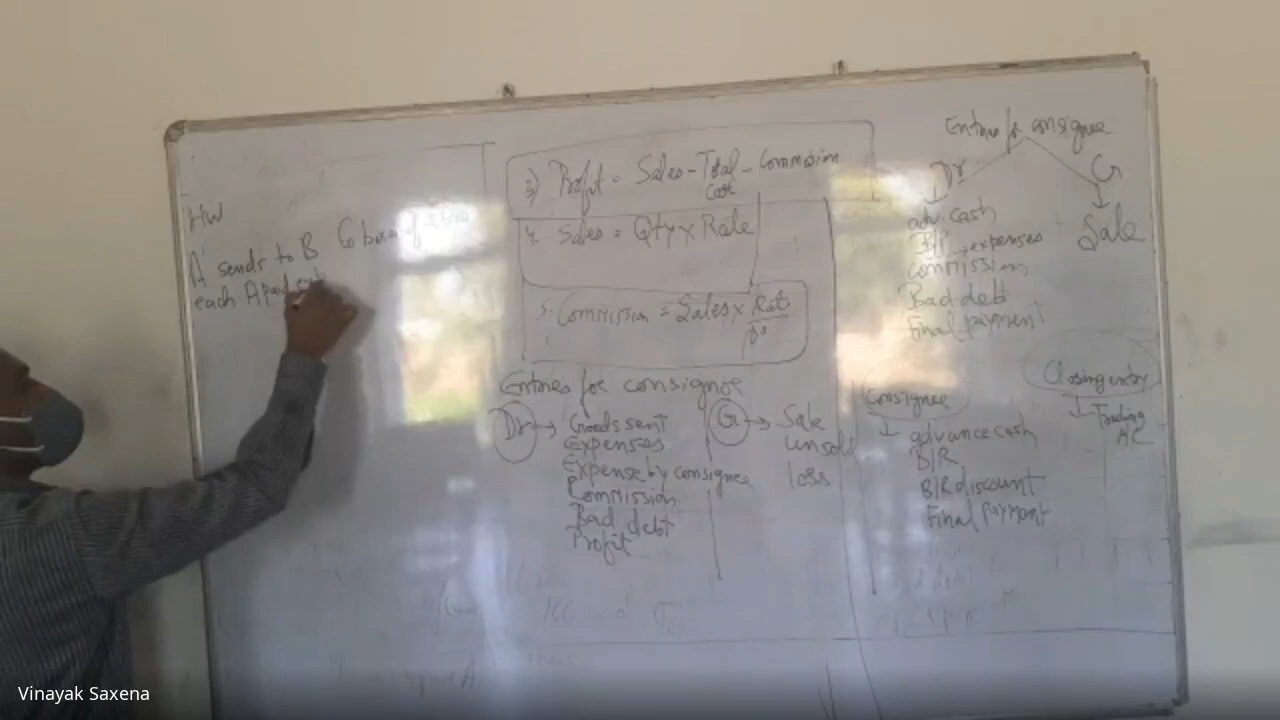 HW
A sends to B
each A paid
3) Profit = Sales - Total Cost - Commission
4. Sales = Qty x Rate
5. Commission = Sales x Rate
Entries for consignee
Dr → Goods sent
Expenses
Expense by consignee
Commission
Bad debt
Profit
Cr → Sale
unsold
loss
Entries for consignee
Dr
adv. cash
B/R
expenses
commission
Bad debt
Final payment
Cr
Sale
Consignee
advance cash
B/R
B/R discount
Final payment
Closing entry
Trading A/C
Vinayak Saxena